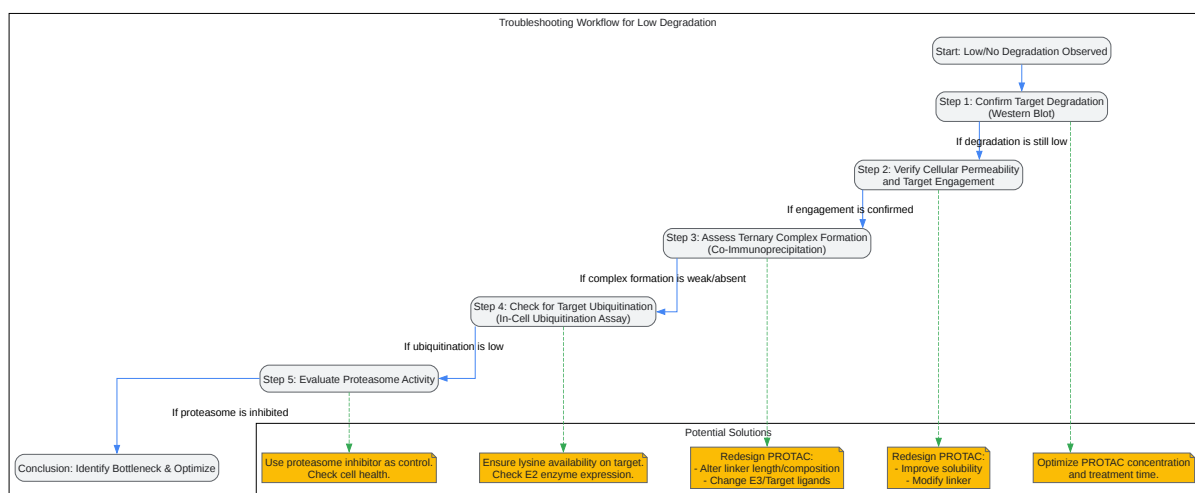 Troubleshooting Workflow for Low Degradation
Start: Low/No Degradation Observed
Step 1: Confirm Target Degradation
(Western Blot)
If degradation is still low
Step 2: Verify Cellular Permeability
and Target Engagement
If engagement is confirmed
Step 3: Assess Ternary Complex Formation
(Co-Immunoprecipitation)
If complex formation is weak/absent
Step 4: Check for Target Ubiquitination
(In-Cell Ubiquitination Assay)
If ubiquitination is low
Step 5: Evaluate Proteasome Activity
If proteasome is inhibited
Conclusion: Identify Bottleneck & Optimize
Potential Solutions
Use proteasome inhibitor as control.
Check cell health.
Ensure lysine availability on target.
Check E2 enzyme expression.
Redesign PROTAC:
- Alter linker length/composition
- Change E3/Target ligands
Redesign PROTAC:
- Improve solubility
- Modify linker
Optimize PROTAC concentration
and treatment time.